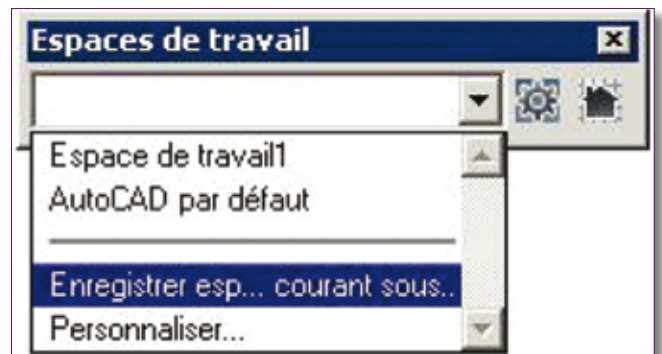 Espaces de travail
Espace de travail1
AutoCAD par défaut
Enregistrer esp... courant sous..
Personnaliser...